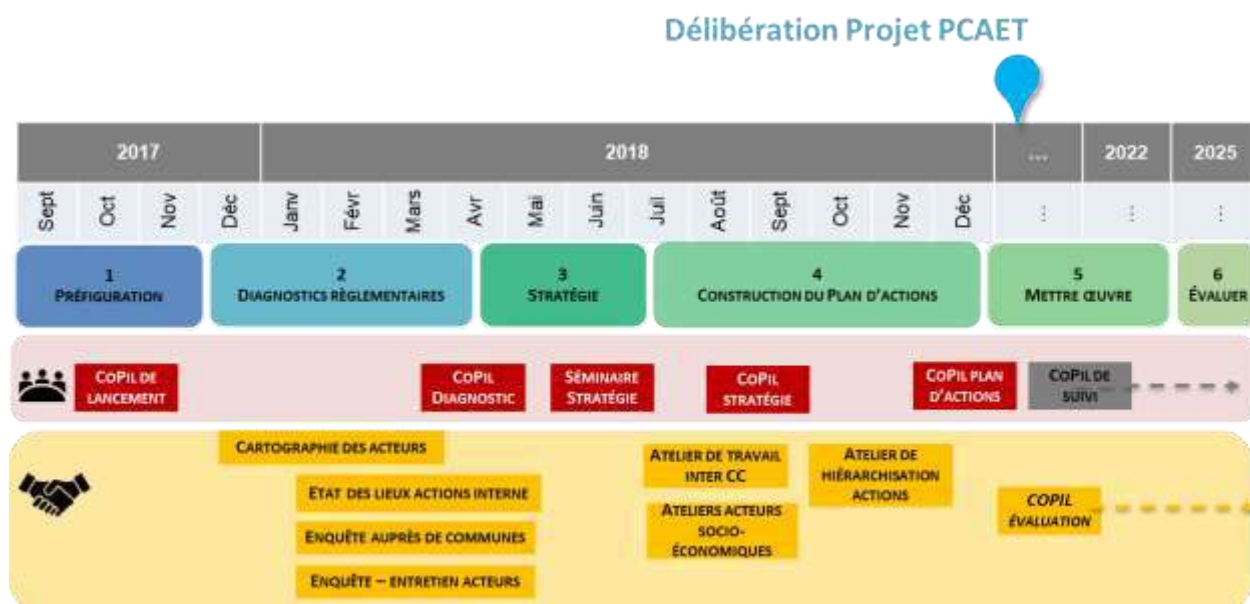 Délibération Projet PCAET
2017 2018 ... 2022 2025
Sept Oct Nov Déc Janv Févr Mars Avr Mai Juin Juil Août Sept Oct Nov Déc ... ... ...
1
PRÉFIGURATION
2
DIAGNOSTICS RÈGLEMENTAIRES
3
STRATÉGIE
4
CONSTRUCTION DU PLAN D'ACTIONS
5
METTRE ŒUVRE
6
ÉVALUER
COPIL DE
LANCEMENT
COPIL
DIAGNOSTIC
SÉMINAIRE
STRATÉGIE
COPIL
STRATÉGIE
COPIL PLAN
D'ACTIONS
COPIL DE
SUIVI
CARTOGRAPHIE DES ACTEURS
ETAT DES LIEUX ACTIONS INTERNE
ENQUÊTE AUPRÈS DE COMMUNES
ENQUÊTE – ENTRETIEN ACTEURS
ATELIER DE TRAVAIL
INTER CC
ATELIERS ACTEURS
SOCIO-
ÉCONOMIQUES
ATELIER DE
HIÉRARCHISATION
ACTIONS
COPIL
ÉVALUATION